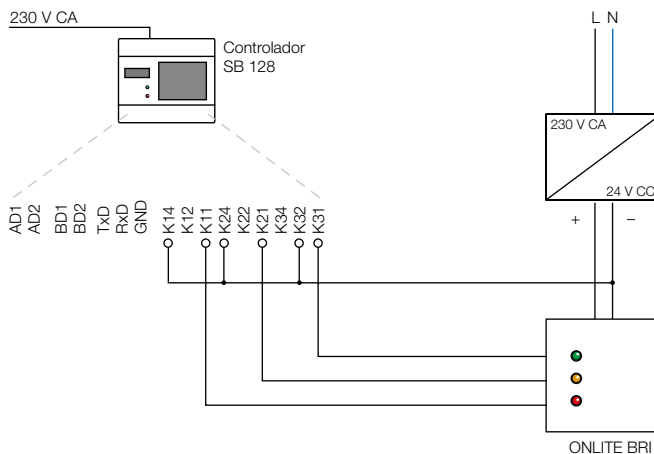 230 V CA
Controlador
SB 128
L N
230 V CA
24 V CC
+ –
AD1
AD2
BD1
BD2
TxD
RxD
GND
K14
K12
K11
K24
K22
K21
K34
K32
K31
ONLITE BRI